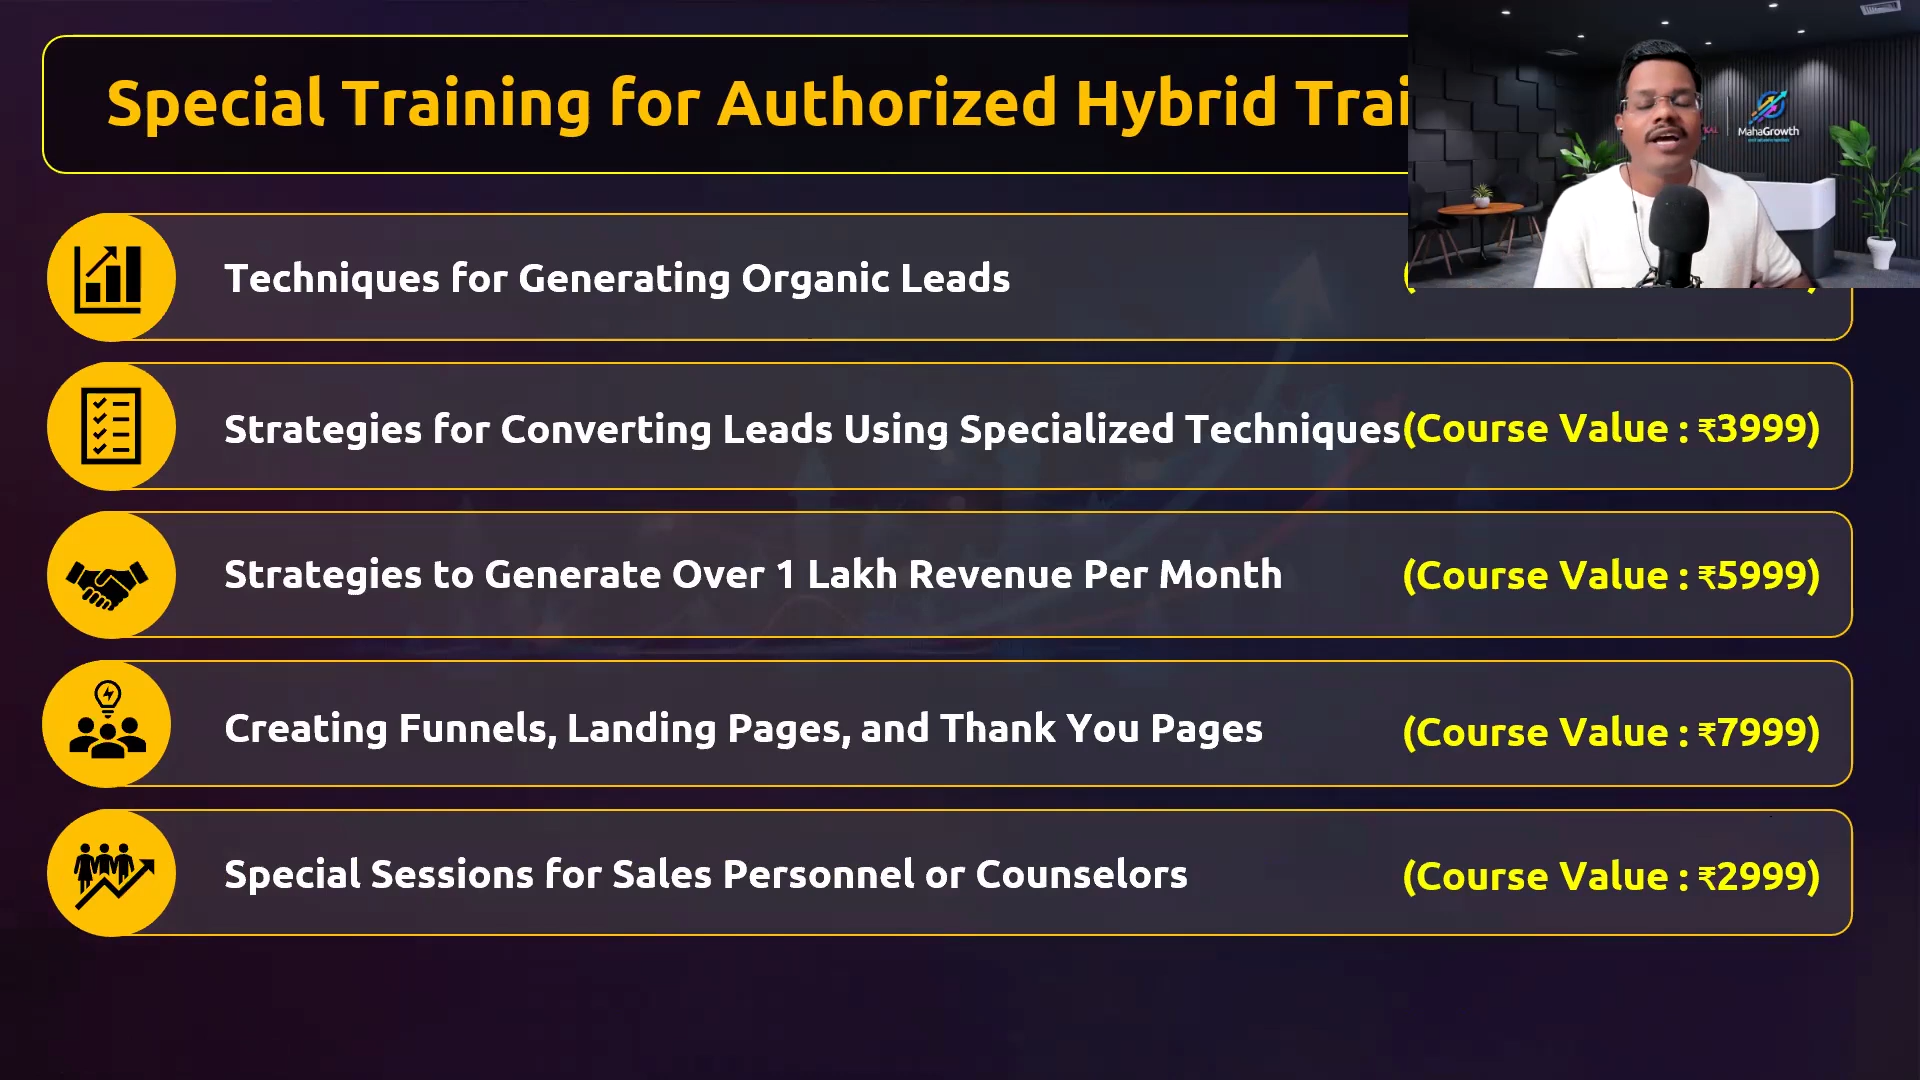 Special Training for Authorized Hybrid
MahaGrowth
Techniques for Generating Organic Leads
Strategies for Converting Leads Using Specialized Techniques (Course Value : ₹3999)
Strategies to Generate Over 1 Lakh Revenue Per Month (Course Value : ₹5999)
Creating Funnels, Landing Pages, and Thank You Pages (Course Value : ₹7999)
Special Sessions for Sales Personnel or Counselors (Course Value : ₹2999)